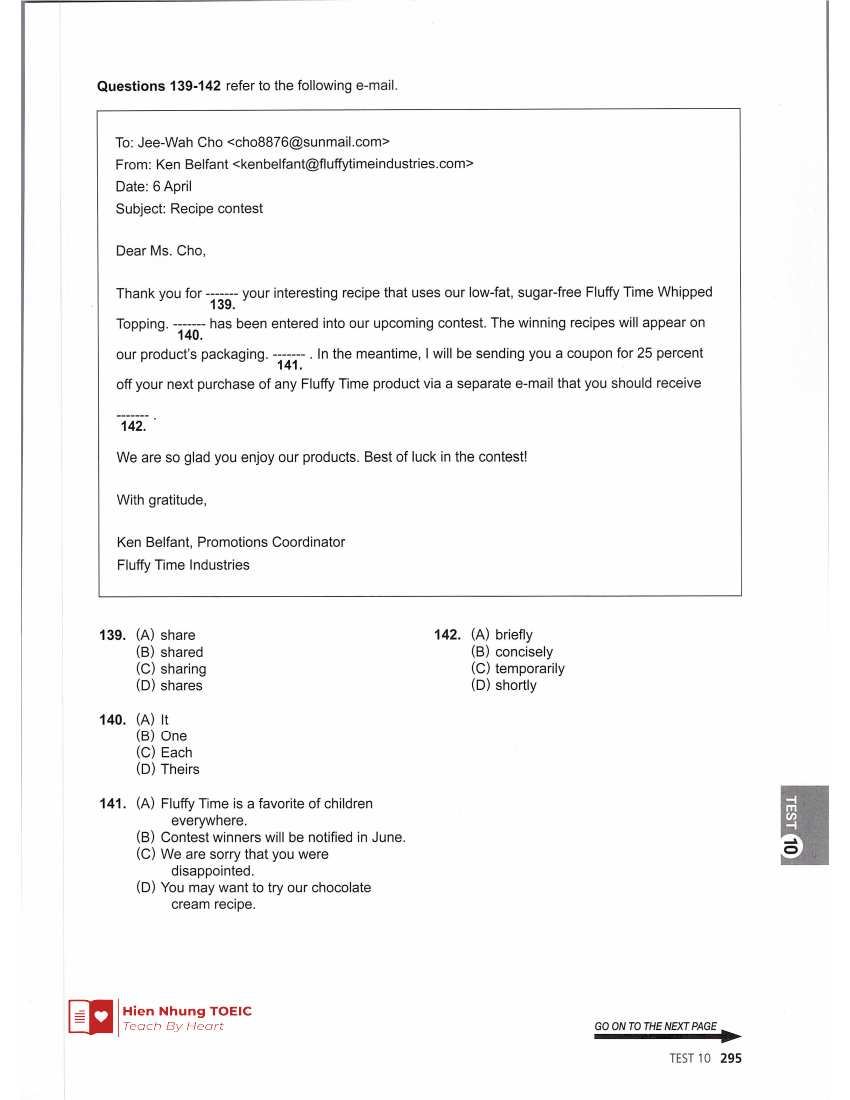 Questions 139-142 refer to the following e-mail.
To: Jee-Wah Cho <cho8876@sunmail.com>
From: Ken Belfant <kenbelfant@fluffytimeindustries.com>
Date: 6 April
Subject: Recipe contest
Dear Ms. Cho,
Thank you for ------- your interesting recipe that uses our low-fat, sugar-free Fluffy Time Whipped
139.
Topping. ------- has been entered into our upcoming contest. The winning recipes will appear on
140.
our product's packaging. ------- . In the meantime, I will be sending you a coupon for 25 percent
141.
off your next purchase of any Fluffy Time product via a separate e-mail that you should receive
------- .
142.
We are so glad you enjoy our products. Best of luck in the contest!
With gratitude,
Ken Belfant, Promotions Coordinator
Fluffy Time Industries
139. (A) share
(B) shared
(C) sharing
(D) shares
140. (A) It
(B) One
(C) Each
(D) Theirs
141. (A) Fluffy Time is a favorite of children
everywhere.
(B) Contest winners will be notified in June.
(C) We are sorry that you were
disappointed.
(D) You may want to try our chocolate
cream recipe.
142. (A) briefly
(B) concisely
(C) temporarily
(D) shortly
TEST 10
Hien Nhung TOEIC
Teach By Heart
GO ON TO THE NEXT PAGE
TEST 10 295